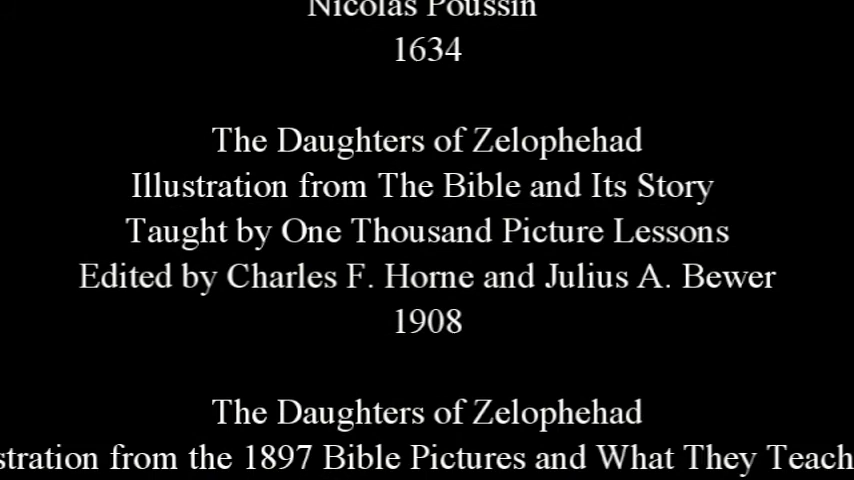 Nicolas Poussin
1634
The Daughters of Zelophehad
Illustration from The Bible and Its Story
Taught by One Thousand Picture Lessons
Edited by Charles F. Horne and Julius A. Bewer
1908
The Daughters of Zelophehad
stration from the 1897 Bible Pictures and What They Teach